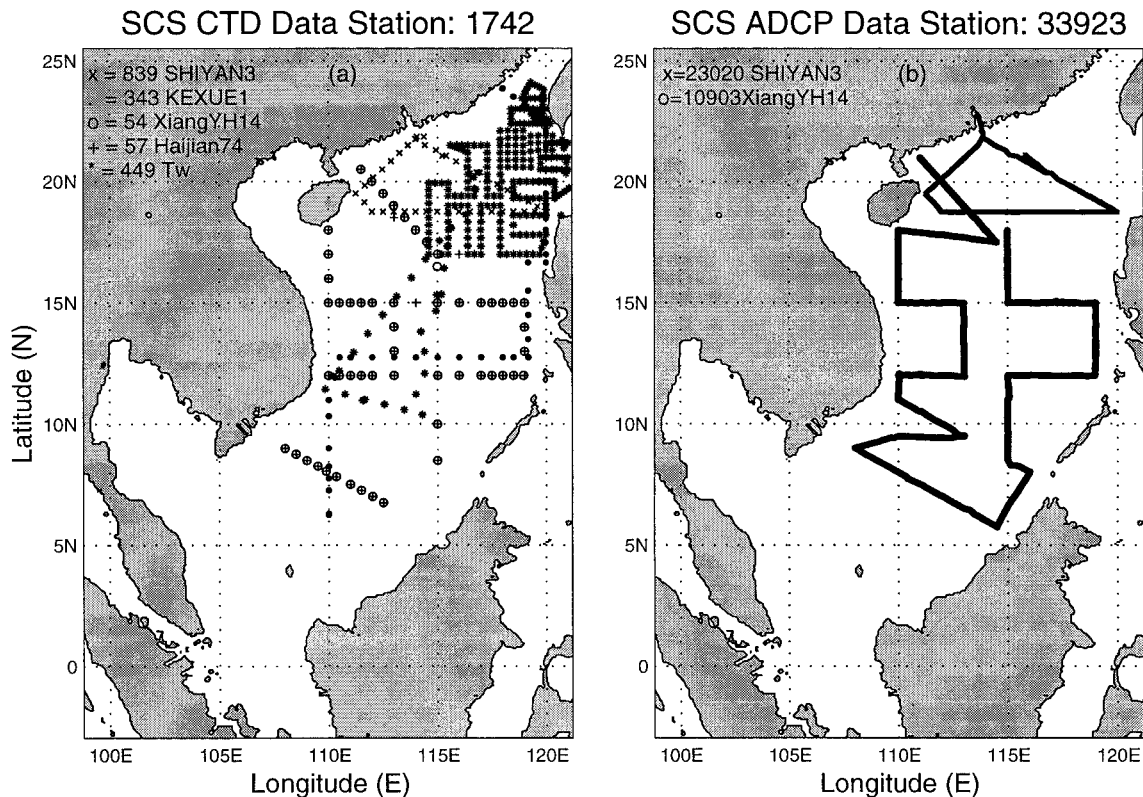 SCS CTD Data Station: 1742
x = 839 SHIYAN3
(a)
. = 343 KEXUE1
o = 54 XiangYH14
+ = 57 Haijian74
* = 449 Tw
25N
20N
15N
10N
5N
0
Latitude (N)
100E 105E 110E 115E 120E
Longitude (E)
SCS ADCP Data Station: 33923
x=23020 SHIYAN3
(b)
o=10903XiangYH14
25N
20N
15N
10N
5N
0
100E 105E 110E 115E 120E
Longitude (E)